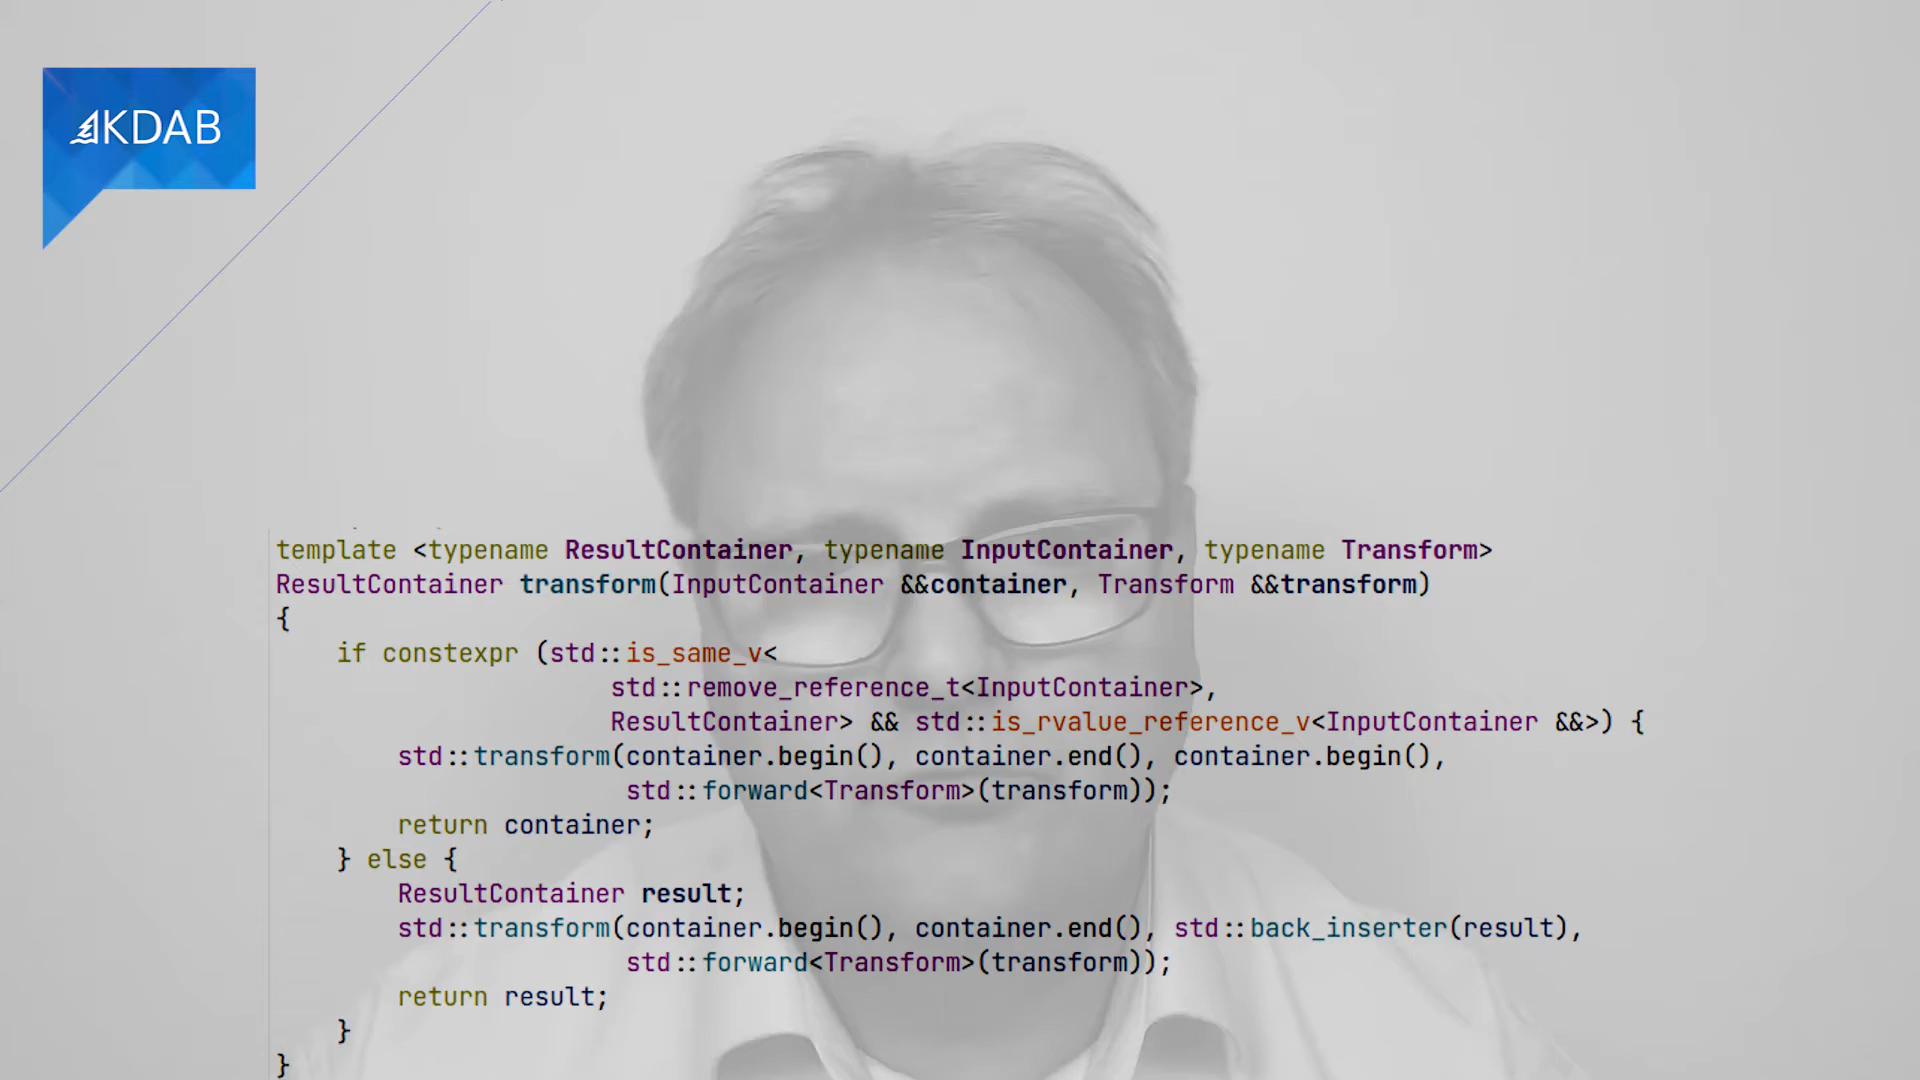 KDAB
template <typename ResultContainer, typename InputContainer, typename Transform>
ResultContainer transform(InputContainer &&container, Transform &&transform)
{
    if constexpr (std::is_same_v<
                      std::remove_reference_t<InputContainer>,
                      ResultContainer> && std::is_rvalue_reference_v<InputContainer &&>) {
        std::transform(container.begin(), container.end(), container.begin(),
                       std::forward<Transform>(transform));
        return container;
    } else {
        ResultContainer result;
        std::transform(container.begin(), container.end(), std::back_inserter(result),
                       std::forward<Transform>(transform));
        return result;
    }
}